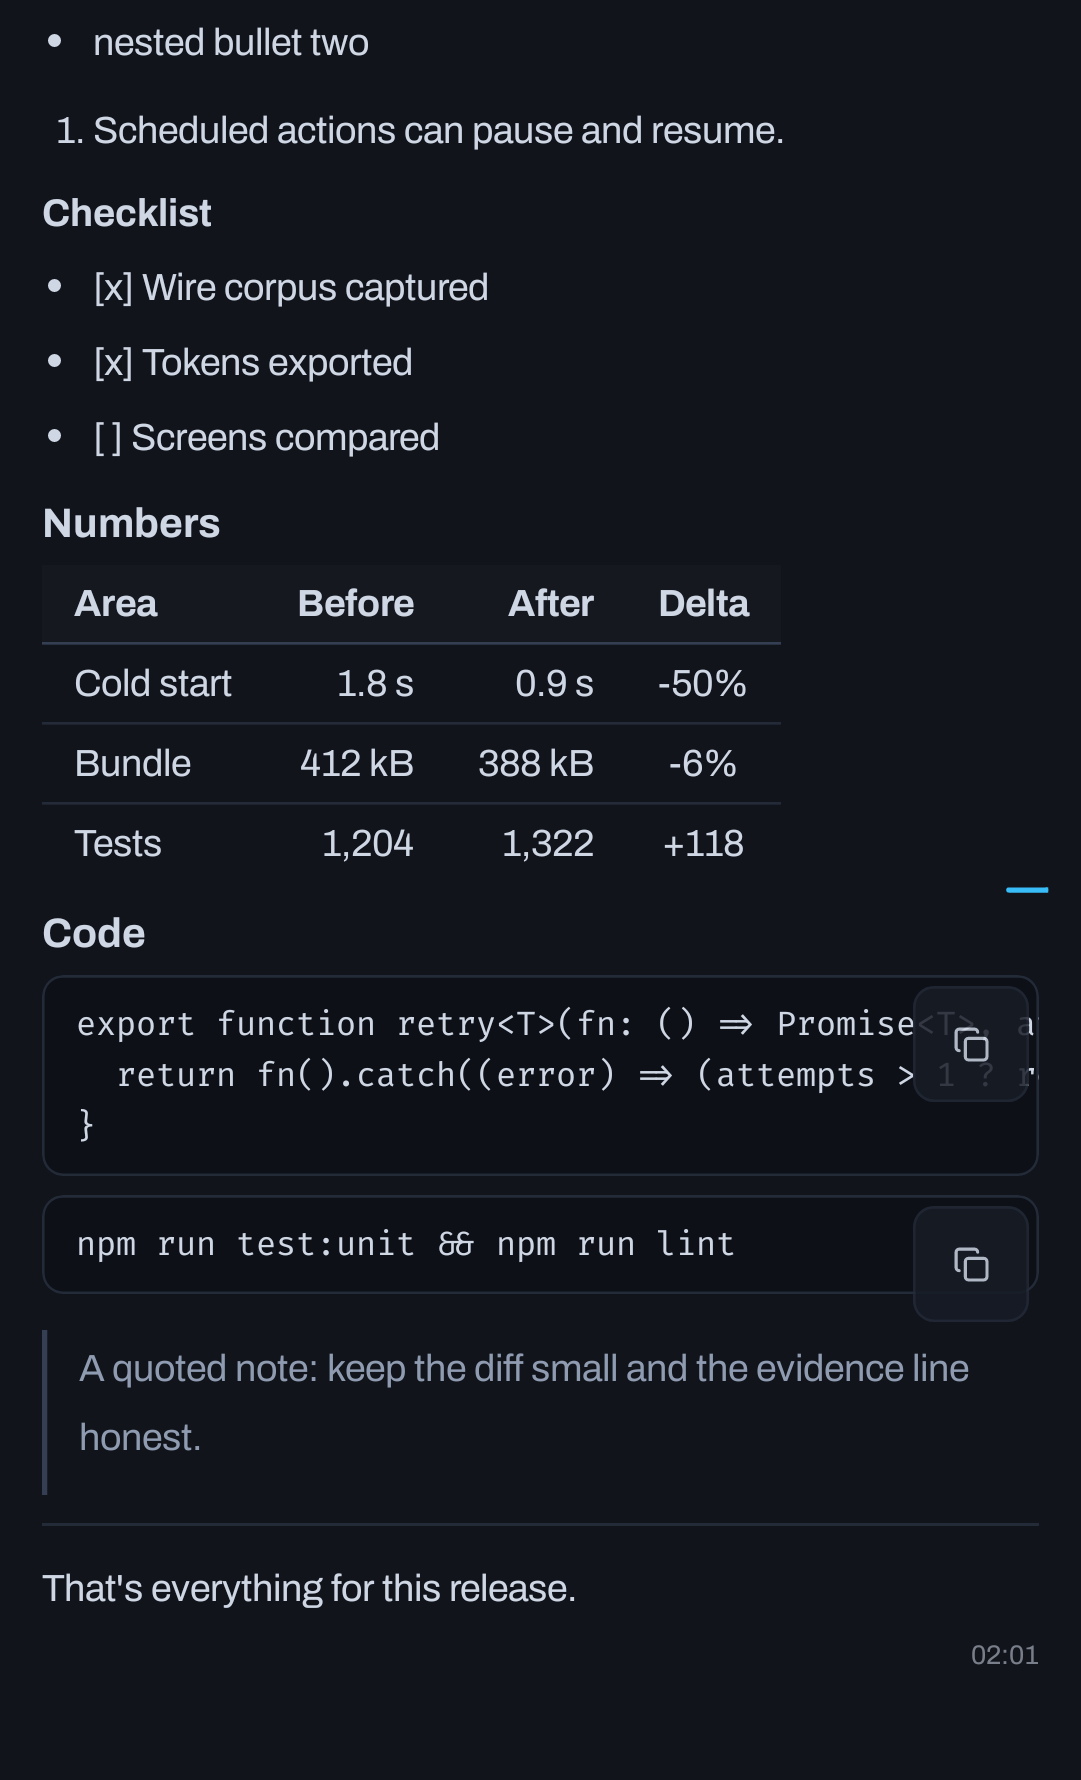 nested bullet two
1. Scheduled actions can pause and resume.
Checklist
[x] Wire corpus captured
[x] Tokens exported
[ ] Screens compared
Numbers
Area Before After Delta
Cold start 1.8 s 0.9 s -50%
Bundle 412 kB 388 kB -6%
Tests 1,204 1,322 +118
Code
export function retry<T>(fn: () => Promise<T>,
  return fn().catch((error) => (attempts > 1 ?
}
npm run test:unit && npm run lint
A quoted note: keep the diff small and the evidence line
honest.
That's everything for this release.
02:01